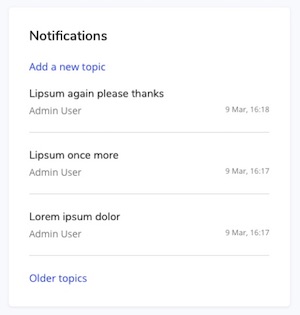 Notifications
Add a new topic
Lipsum again please thanks
Admin User 9 Mar, 16:18
Lipsum once more
Admin User 9 Mar, 16:17
Lorem ipsum dolor
Admin User 9 Mar, 16:17
Older topics